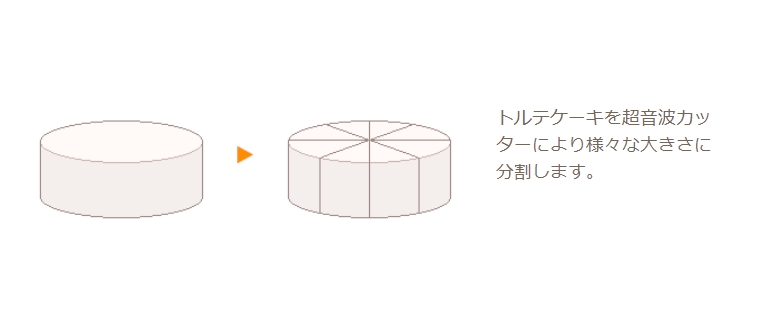 トルテケーキを超音波カッ
ターにより様々な大きさに
分割します。